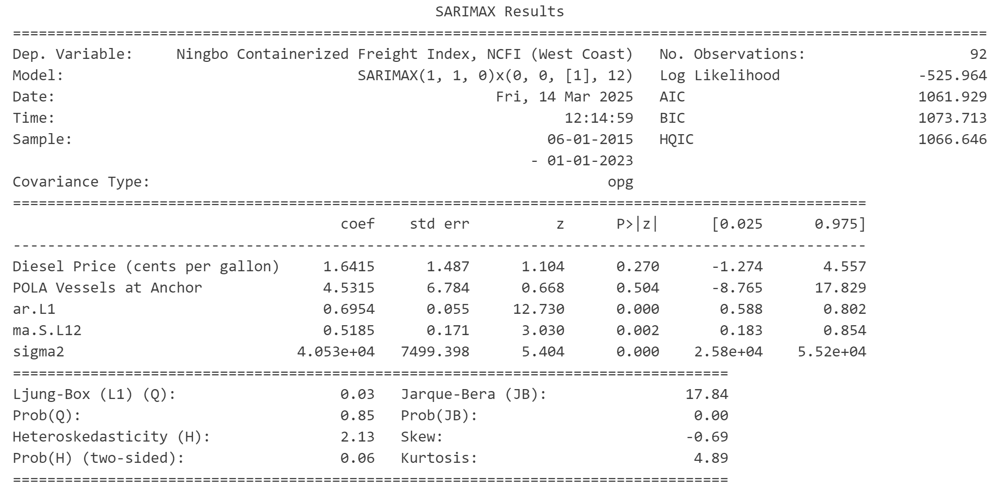 SARIMAX Results
=================================================================================================================
Dep. Variable:     Ningbo Containerized Freight Index, NCFI (West Coast)   No. Observations:                   92
Model:                                  SARIMAX(1, 1, 0)x(0, 0, [1], 12)   Log Likelihood                -525.964
Date:                                                   Fri, 14 Mar 2025   AIC                           1061.929
Time:                                                           12:14:59   BIC                           1073.713
Sample:                                                       06-01-2015   HQIC                          1066.646
                                                            - 01-01-2023
Covariance Type:                                                     opg
===================================================================================================
                                      coef    std err          z      P>|z|      [0.025      0.975]
---------------------------------------------------------------------------------------------------
Diesel Price (cents per gallon)     1.6415      1.487      1.104      0.270      -1.274       4.557
POLA Vessels at Anchor              4.5315      6.784      0.668      0.504      -8.765      17.829
ar.L1                               0.6954      0.055     12.730      0.000       0.588       0.802
ma.S.L12                            0.5185      0.171      3.030      0.002       0.183       0.854
sigma2                           4.053e+04   7499.398      5.404      0.000    2.58e+04    5.52e+04
===================================================================================
Ljung-Box (L1) (Q):                   0.03   Jarque-Bera (JB):                17.84
Prob(Q):                              0.85   Prob(JB):                         0.00
Heteroskedasticity (H):               2.13   Skew:                            -0.69
Prob(H) (two-sided):                  0.06   Kurtosis:                         4.89
===================================================================================